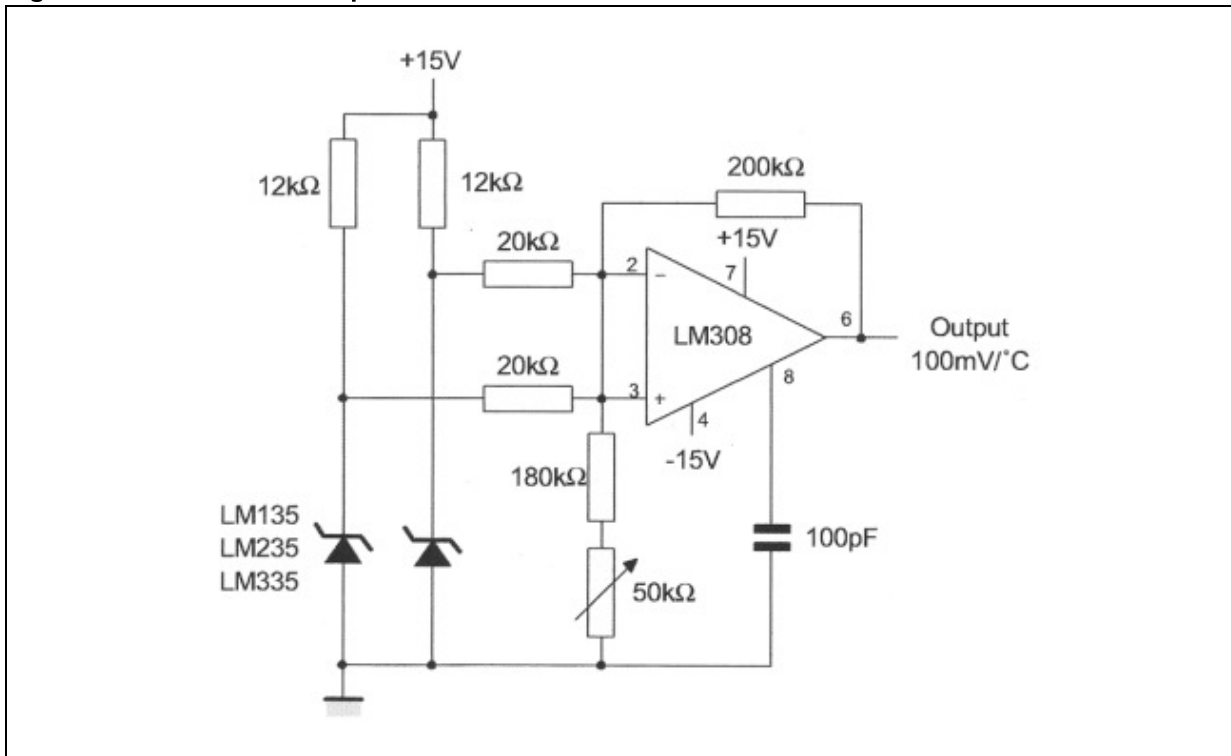 +15V
12kΩ
12kΩ
200kΩ
20kΩ
+15V
2
−
7
LM308
6
Output
100mV/°C
20kΩ
8
3
+
4
-15V
180kΩ
LM135
LM235
LM335
100pF
50kΩ